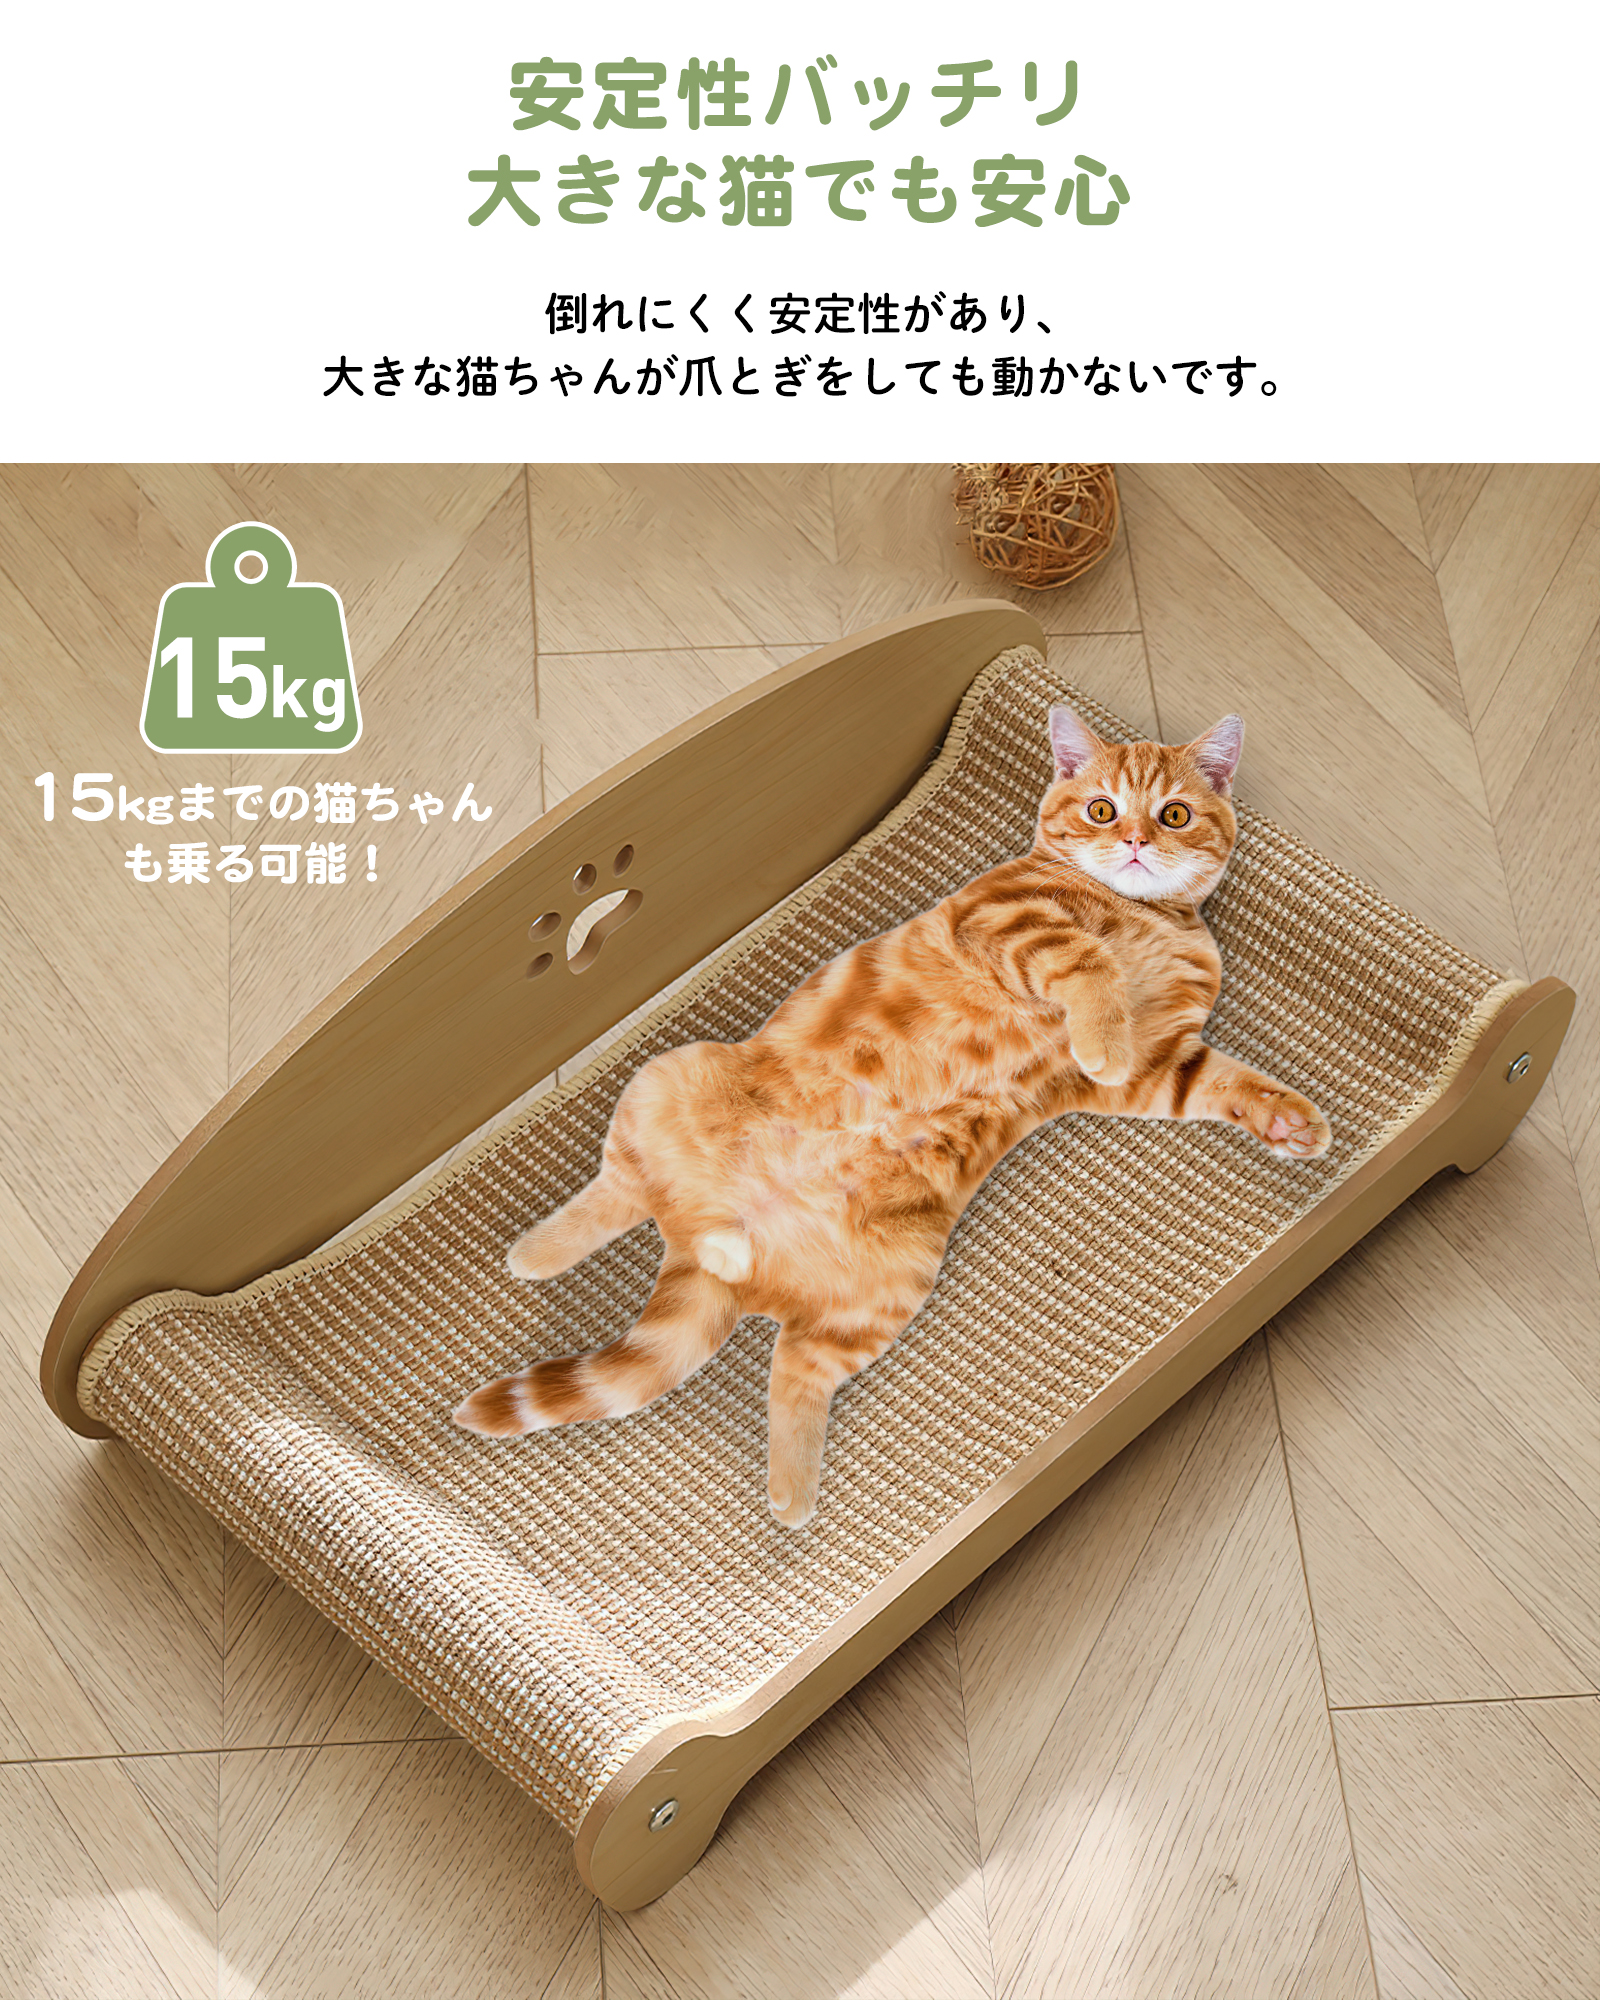 安定性バッチリ
大きな猫でも安心
倒れにくく安定性があり、
大きな猫ちゃんが爪とぎをしても動かないです。
15kg
15kgまでの猫ちゃん
も乗る可能！